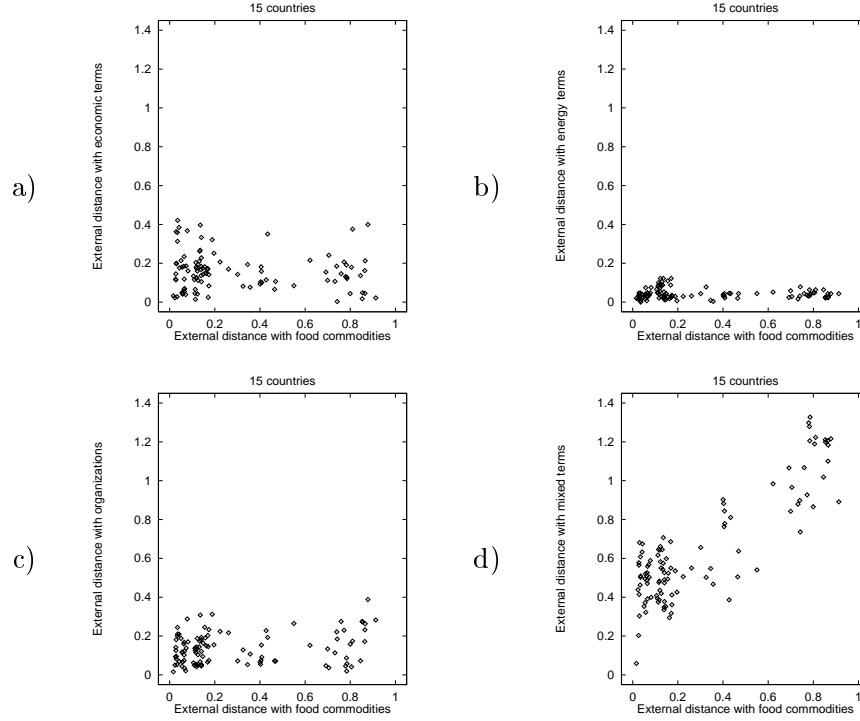 15 countries
1.4
1.2
1
0.8
0.6
0.4
0.2
0
External distance with economic terms
a)
0 0.2 0.4 0.6 0.8 1
External distance with food commodities
15 countries
1.4
1.2
1
0.8
0.6
0.4
0.2
0
External distance with energy terms
b)
0 0.2 0.4 0.6 0.8 1
External distance with food commodities
15 countries
1.4
1.2
1
0.8
0.6
0.4
0.2
0
External distance with organizations
c)
0 0.2 0.4 0.6 0.8 1
External distance with food commodities
15 countries
1.4
1.2
1
0.8
0.6
0.4
0.2
0
External distance with mixed terms
d)
0 0.2 0.4 0.6 0.8 1
External distance with food commodities